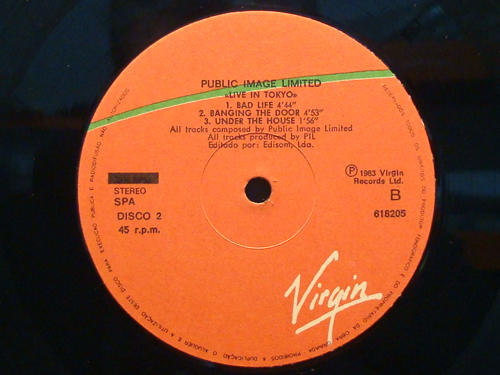 PUBLIC IMAGE LIMITED
«LIVE IN TOKYO»
1. BAD LIFE 4'44"
2. BANGING THE DOOR 4'53"
3. UNDER THE HOUSE 1'56"
All tracks composed by Public Image Limited
All tracks produced by PIL
Editado por: Edisom, Lda.
STEREO
SPA
DISCO 2
45 r.p.m.
Ⓟ 1983 Virgin
Records Ltd.
B
618205
Virgin